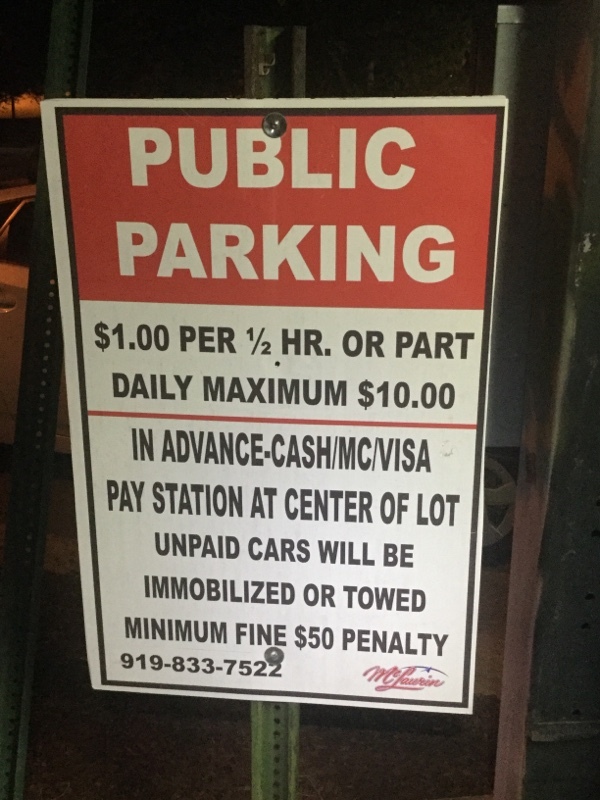 PUBLIC
PARKING
$1.00 PER ½ HR. OR PART
DAILY MAXIMUM $10.00
IN ADVANCE-CASH/MC/VISA
PAY STATION AT CENTER OF LOT
UNPAID CARS WILL BE
IMMOBILIZED OR TOWED
MINIMUM FINE $50 PENALTY
919-833-7522
McLaurin